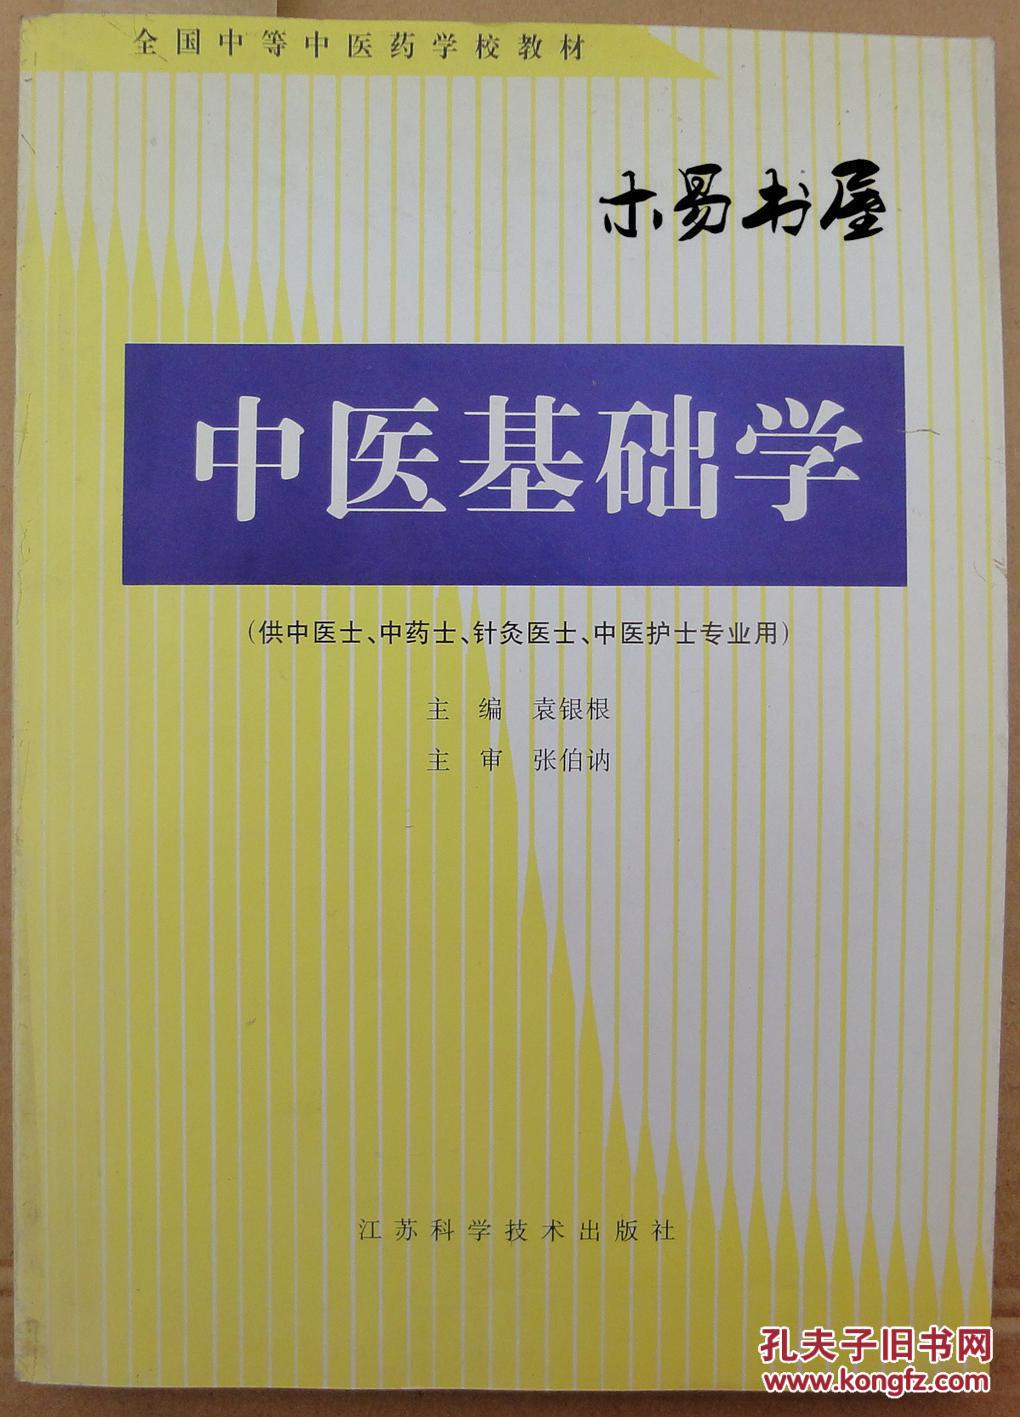 全国中等中医药学校教材
木易书屋
中医基础学
(供中医士、中药士、针灸医士、中医护士专业用)
主 编 袁银根
主 审 张伯讷
江苏科学技术出版社
孔夫子旧书网
www.kongfz.com